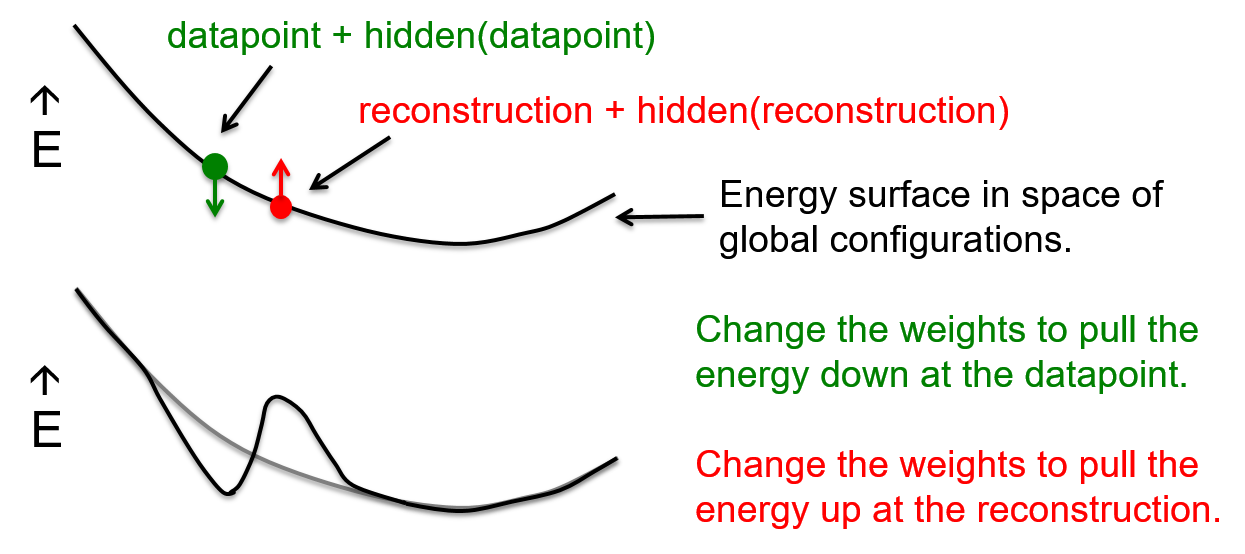 datapoint + hidden(datapoint)
↑
E
reconstruction + hidden(reconstruction)
Energy surface in space of
global configurations.
Change the weights to pull the
energy down at the datapoint.
↑
E
Change the weights to pull the
energy up at the reconstruction.